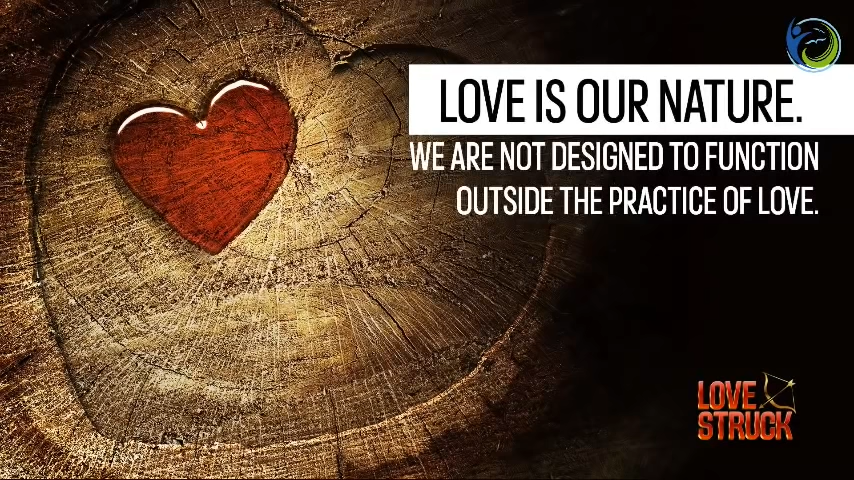 LOVE IS OUR NATURE.
WE ARE NOT DESIGNED TO FUNCTION
OUTSIDE THE PRACTICE OF LOVE.
LOVE
STRUCK